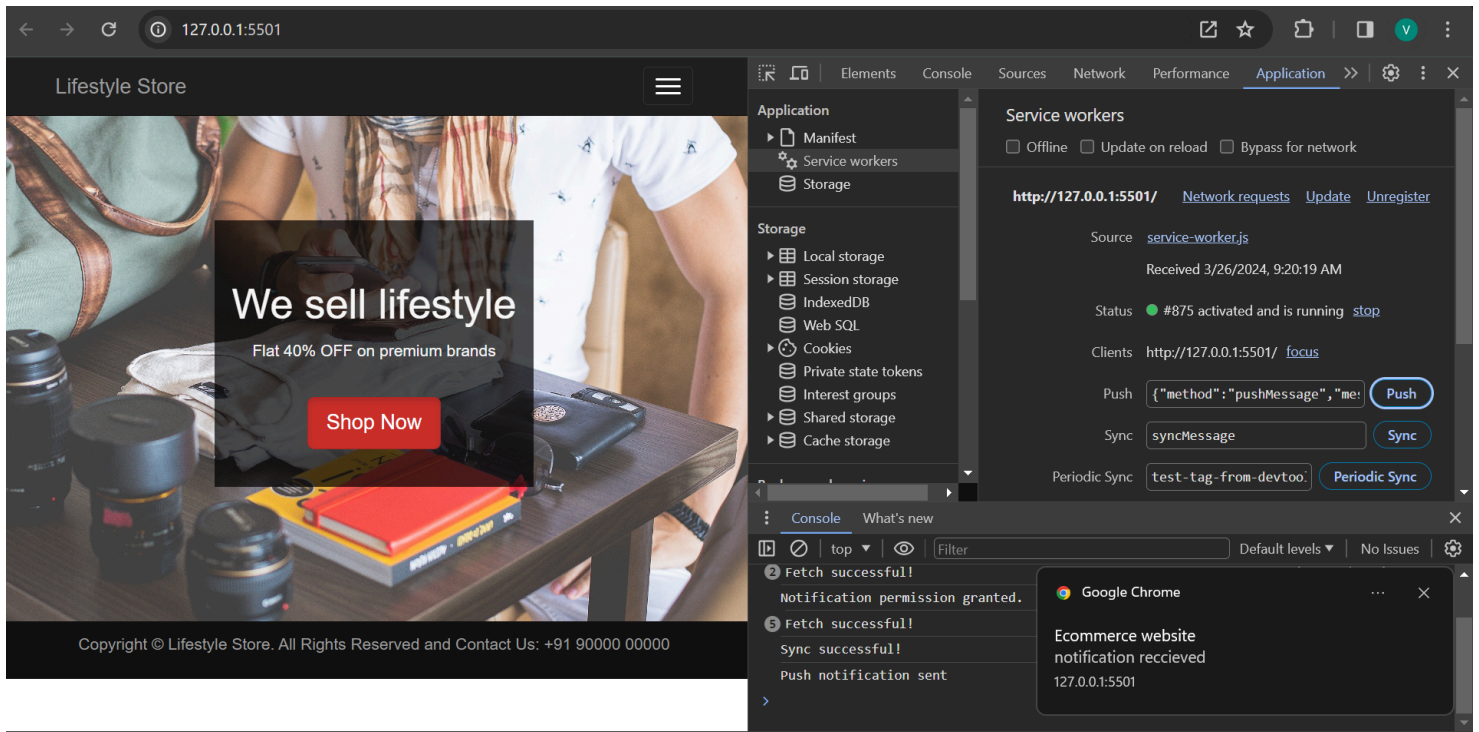 127.0.0.1:5501
V
Lifestyle Store
We sell lifestyle
Flat 40% OFF on premium brands
Shop Now
Copyright © Lifestyle Store. All Rights Reserved and Contact Us: +91 90000 00000
Elements Console Sources Network Performance Application
Application
Manifest
Service workers
Storage
Storage
Local storage
Session storage
IndexedDB
Web SQL
Cookies
Private state tokens
Interest groups
Shared storage
Cache storage
Service workers
Offline Update on reload Bypass for network
http://127.0.0.1:5501/ Network requests Update Unregister
Source service-worker.js
Received 3/26/2024, 9:20:19 AM
Status #875 activated and is running stop
Clients http://127.0.0.1:5501/ focus
Push {"method":"pushMessage","mes Push
Sync syncMessage Sync
Periodic Sync test-tag-from-devtool Periodic Sync
Console What's new
top Filter Default levels No Issues
2 Fetch successful!
Notification permission granted.
5 Fetch successful!
Sync successful!
Push notification sent
Google Chrome
Ecommerce website
notification reccieved
127.0.0.1:5501